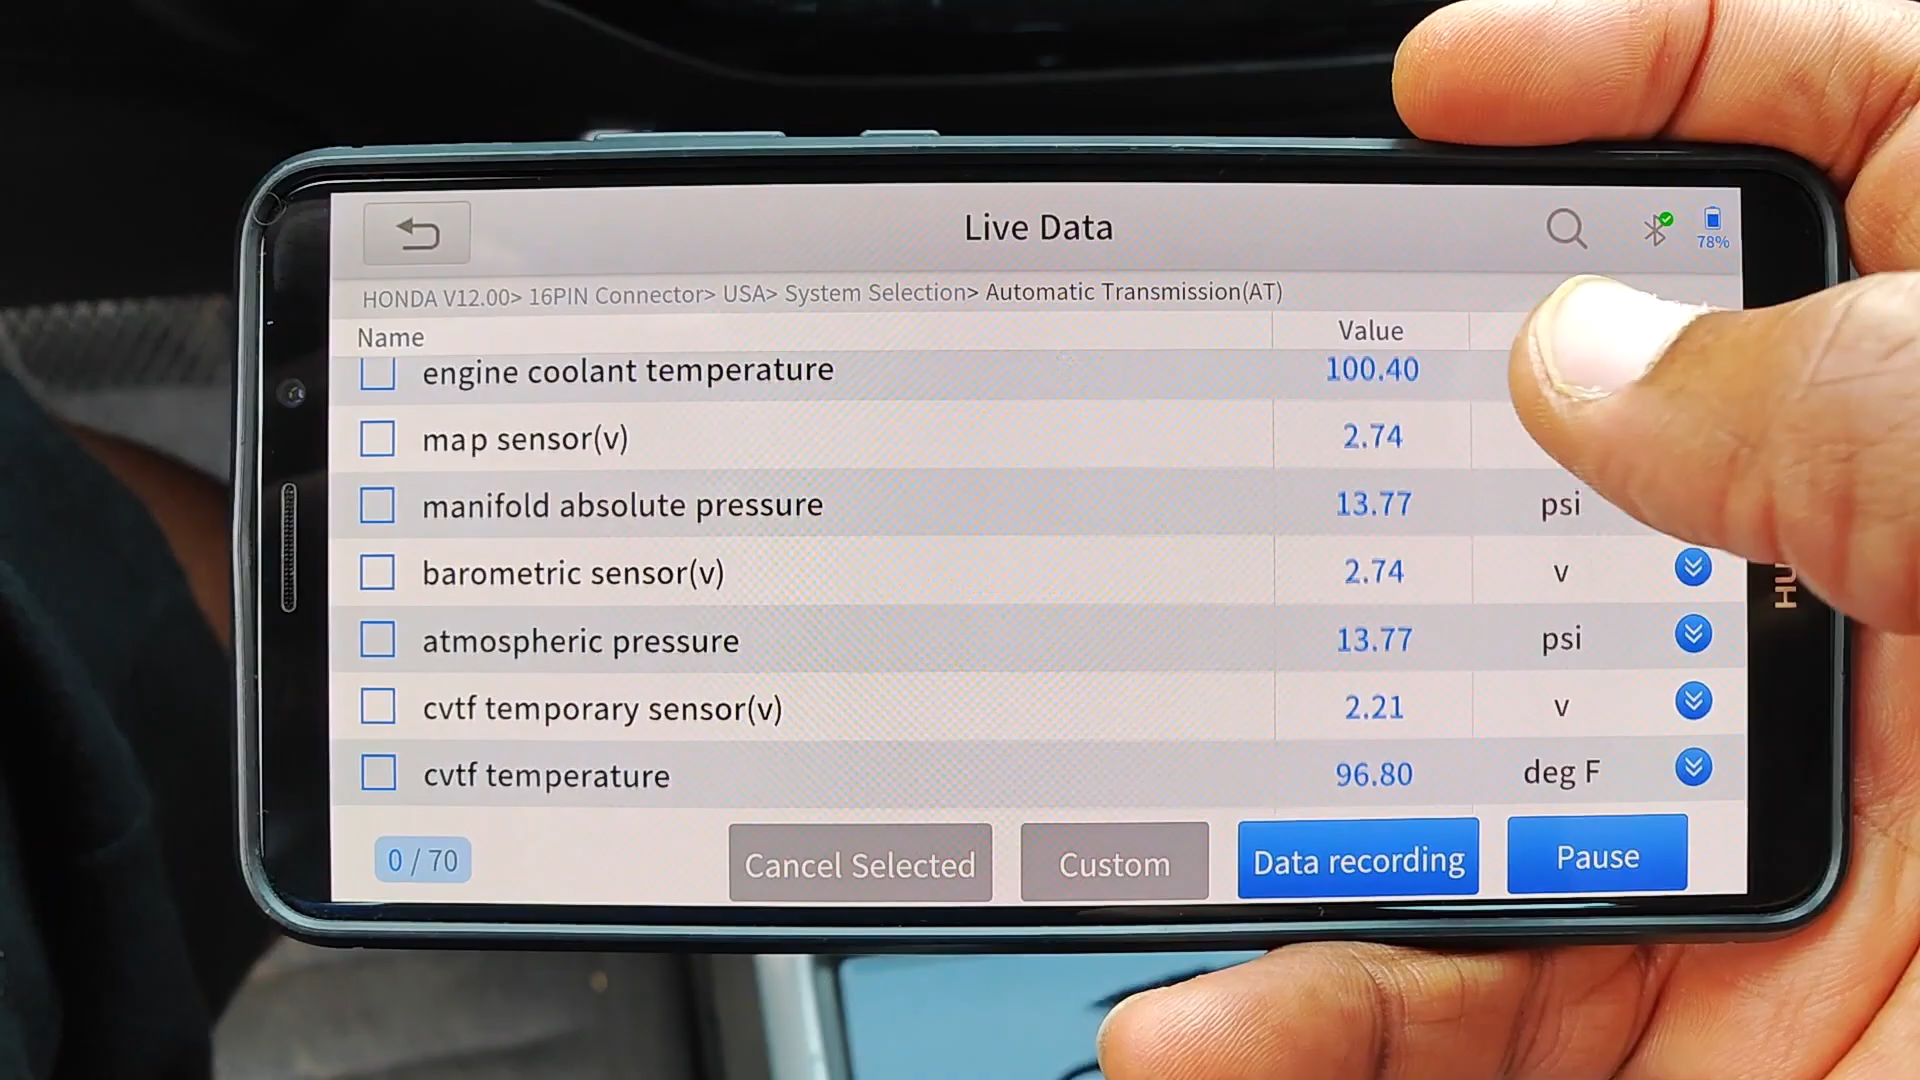 Live Data
78%
HONDA V12.00> 16PIN Connector> USA> System Selection> Automatic Transmission(AT)
Name Value
engine coolant temperature 100.40
map sensor(v) 2.74
manifold absolute pressure 13.77 psi
barometric sensor(v) 2.74 v
atmospheric pressure 13.77 psi
cvtf temporary sensor(v) 2.21 v
cvtf temperature 96.80 deg F
0 / 70 Cancel Selected Custom Data recording Pause
HU